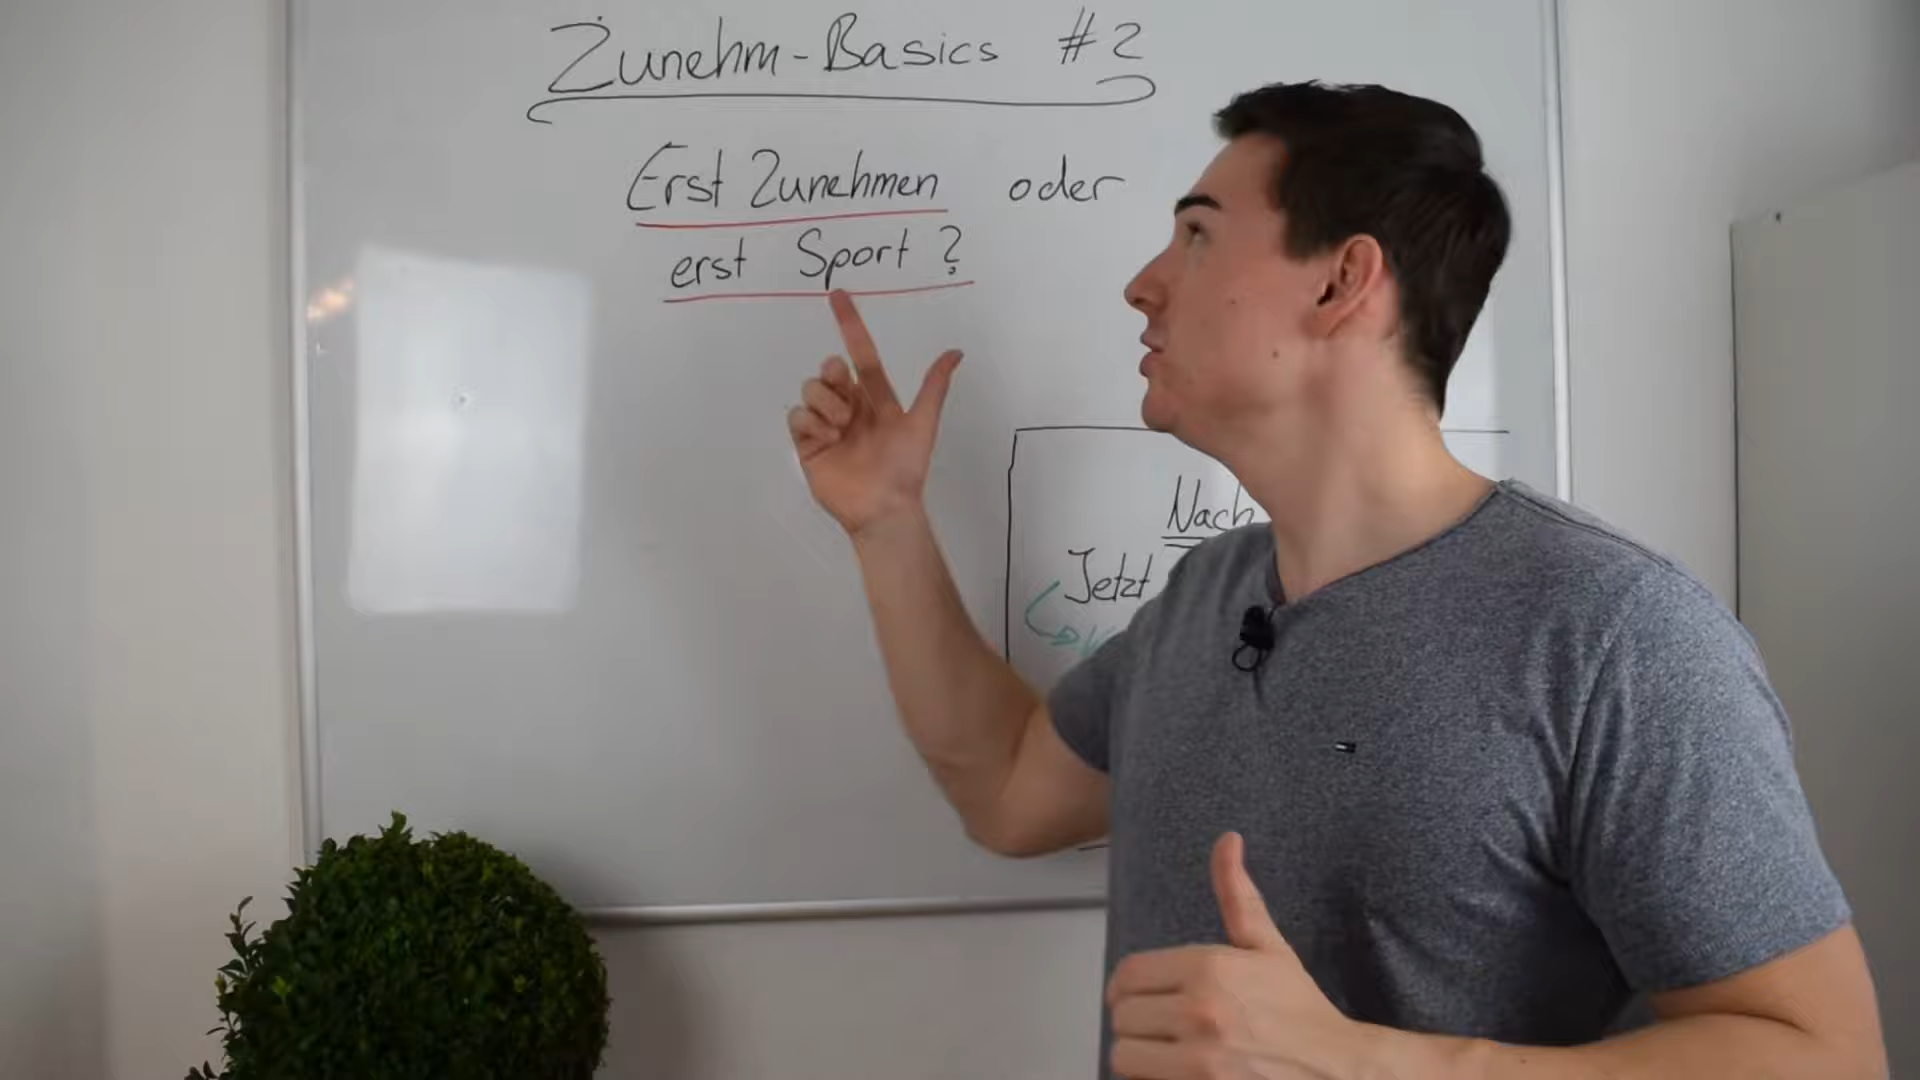 Zunehm-Basics #2
Erst Zunehmen oder
erst Sport?
Nach
Jetzt